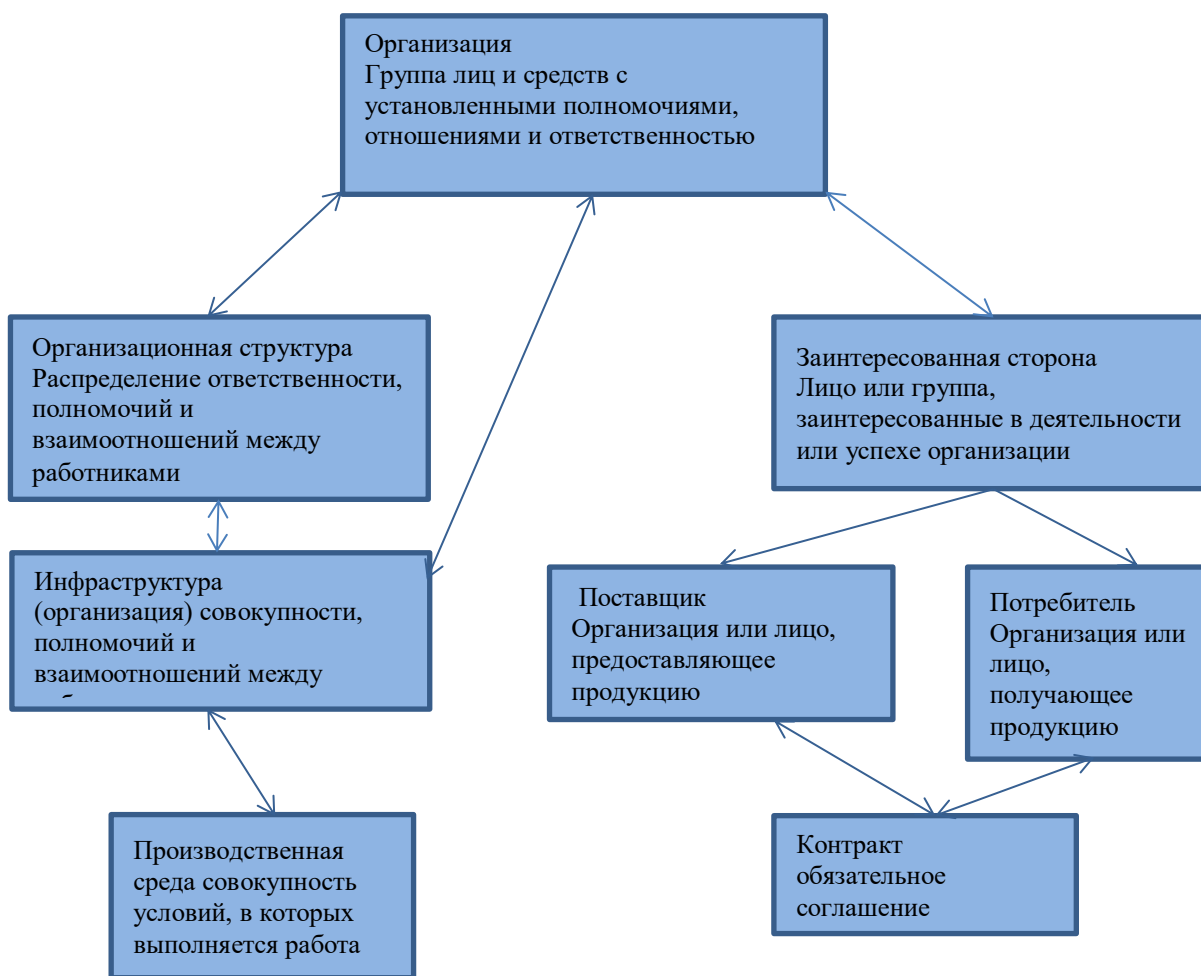 Организация
Группа лиц и средств с
установленными полномочиями,
отношениями и ответственностью
Организационная структура
Распределение ответственности,
полномочий и
взаимоотношений между
работниками
Заинтересованная сторона
Лицо или группа,
заинтересованные в деятельности
или успехе организации
Инфраструктура
(организация) совокупности,
полномочий и
взаимоотношений между
Поставщик
Организация или лицо,
предоставляющее
продукцию
Потребитель
Организация или
лицо,
получающее
продукцию
Производственная
среда совокупность
условий, в которых
выполняется работа
Контракт
обязательное
соглашение